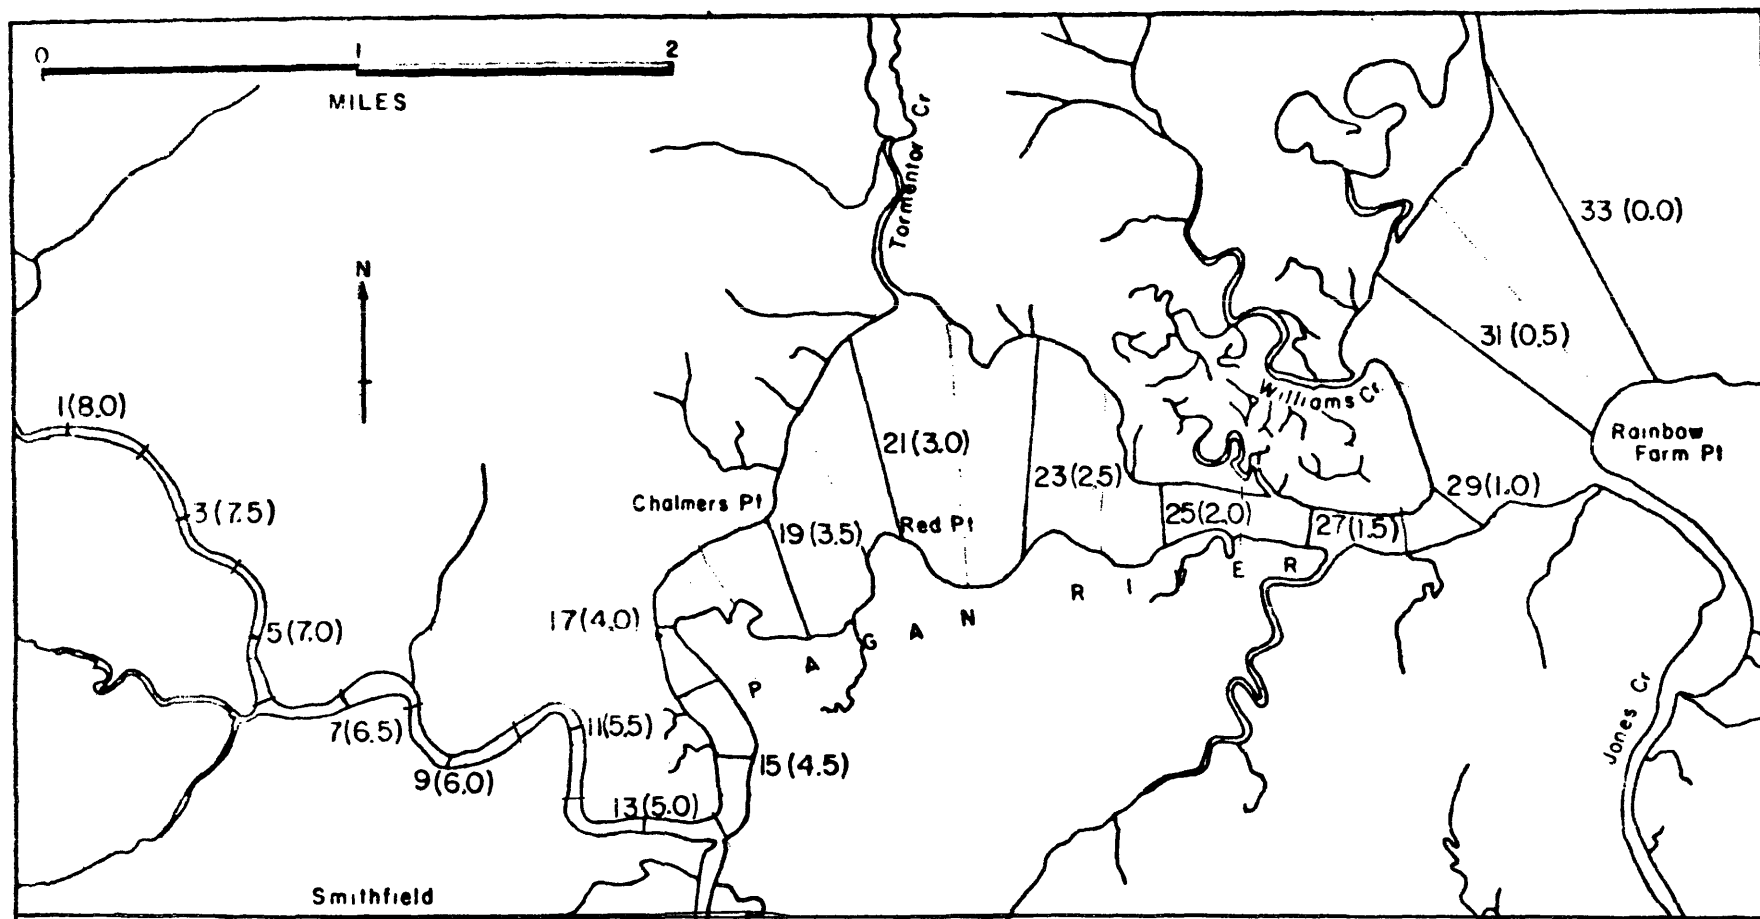 0 1 2
MILES
Tormentor Cr
33 (0.0)
N
31 (0.5)
1(8.0)
Williams Cr.
Rainbow
Farm Pt
21(3.0)
23(2.5)
29(1.0)
Chalmers Pt
3(7.5)
Red Pt
25(2.0)
27(1.5)
19(3.5)
PAGAN RIVER
17(4.0)
5(7.0)
7(6.5)
11(5.5)
Jones Cr
15(4.5)
9(6.0)
13(5.0)
Smithfield